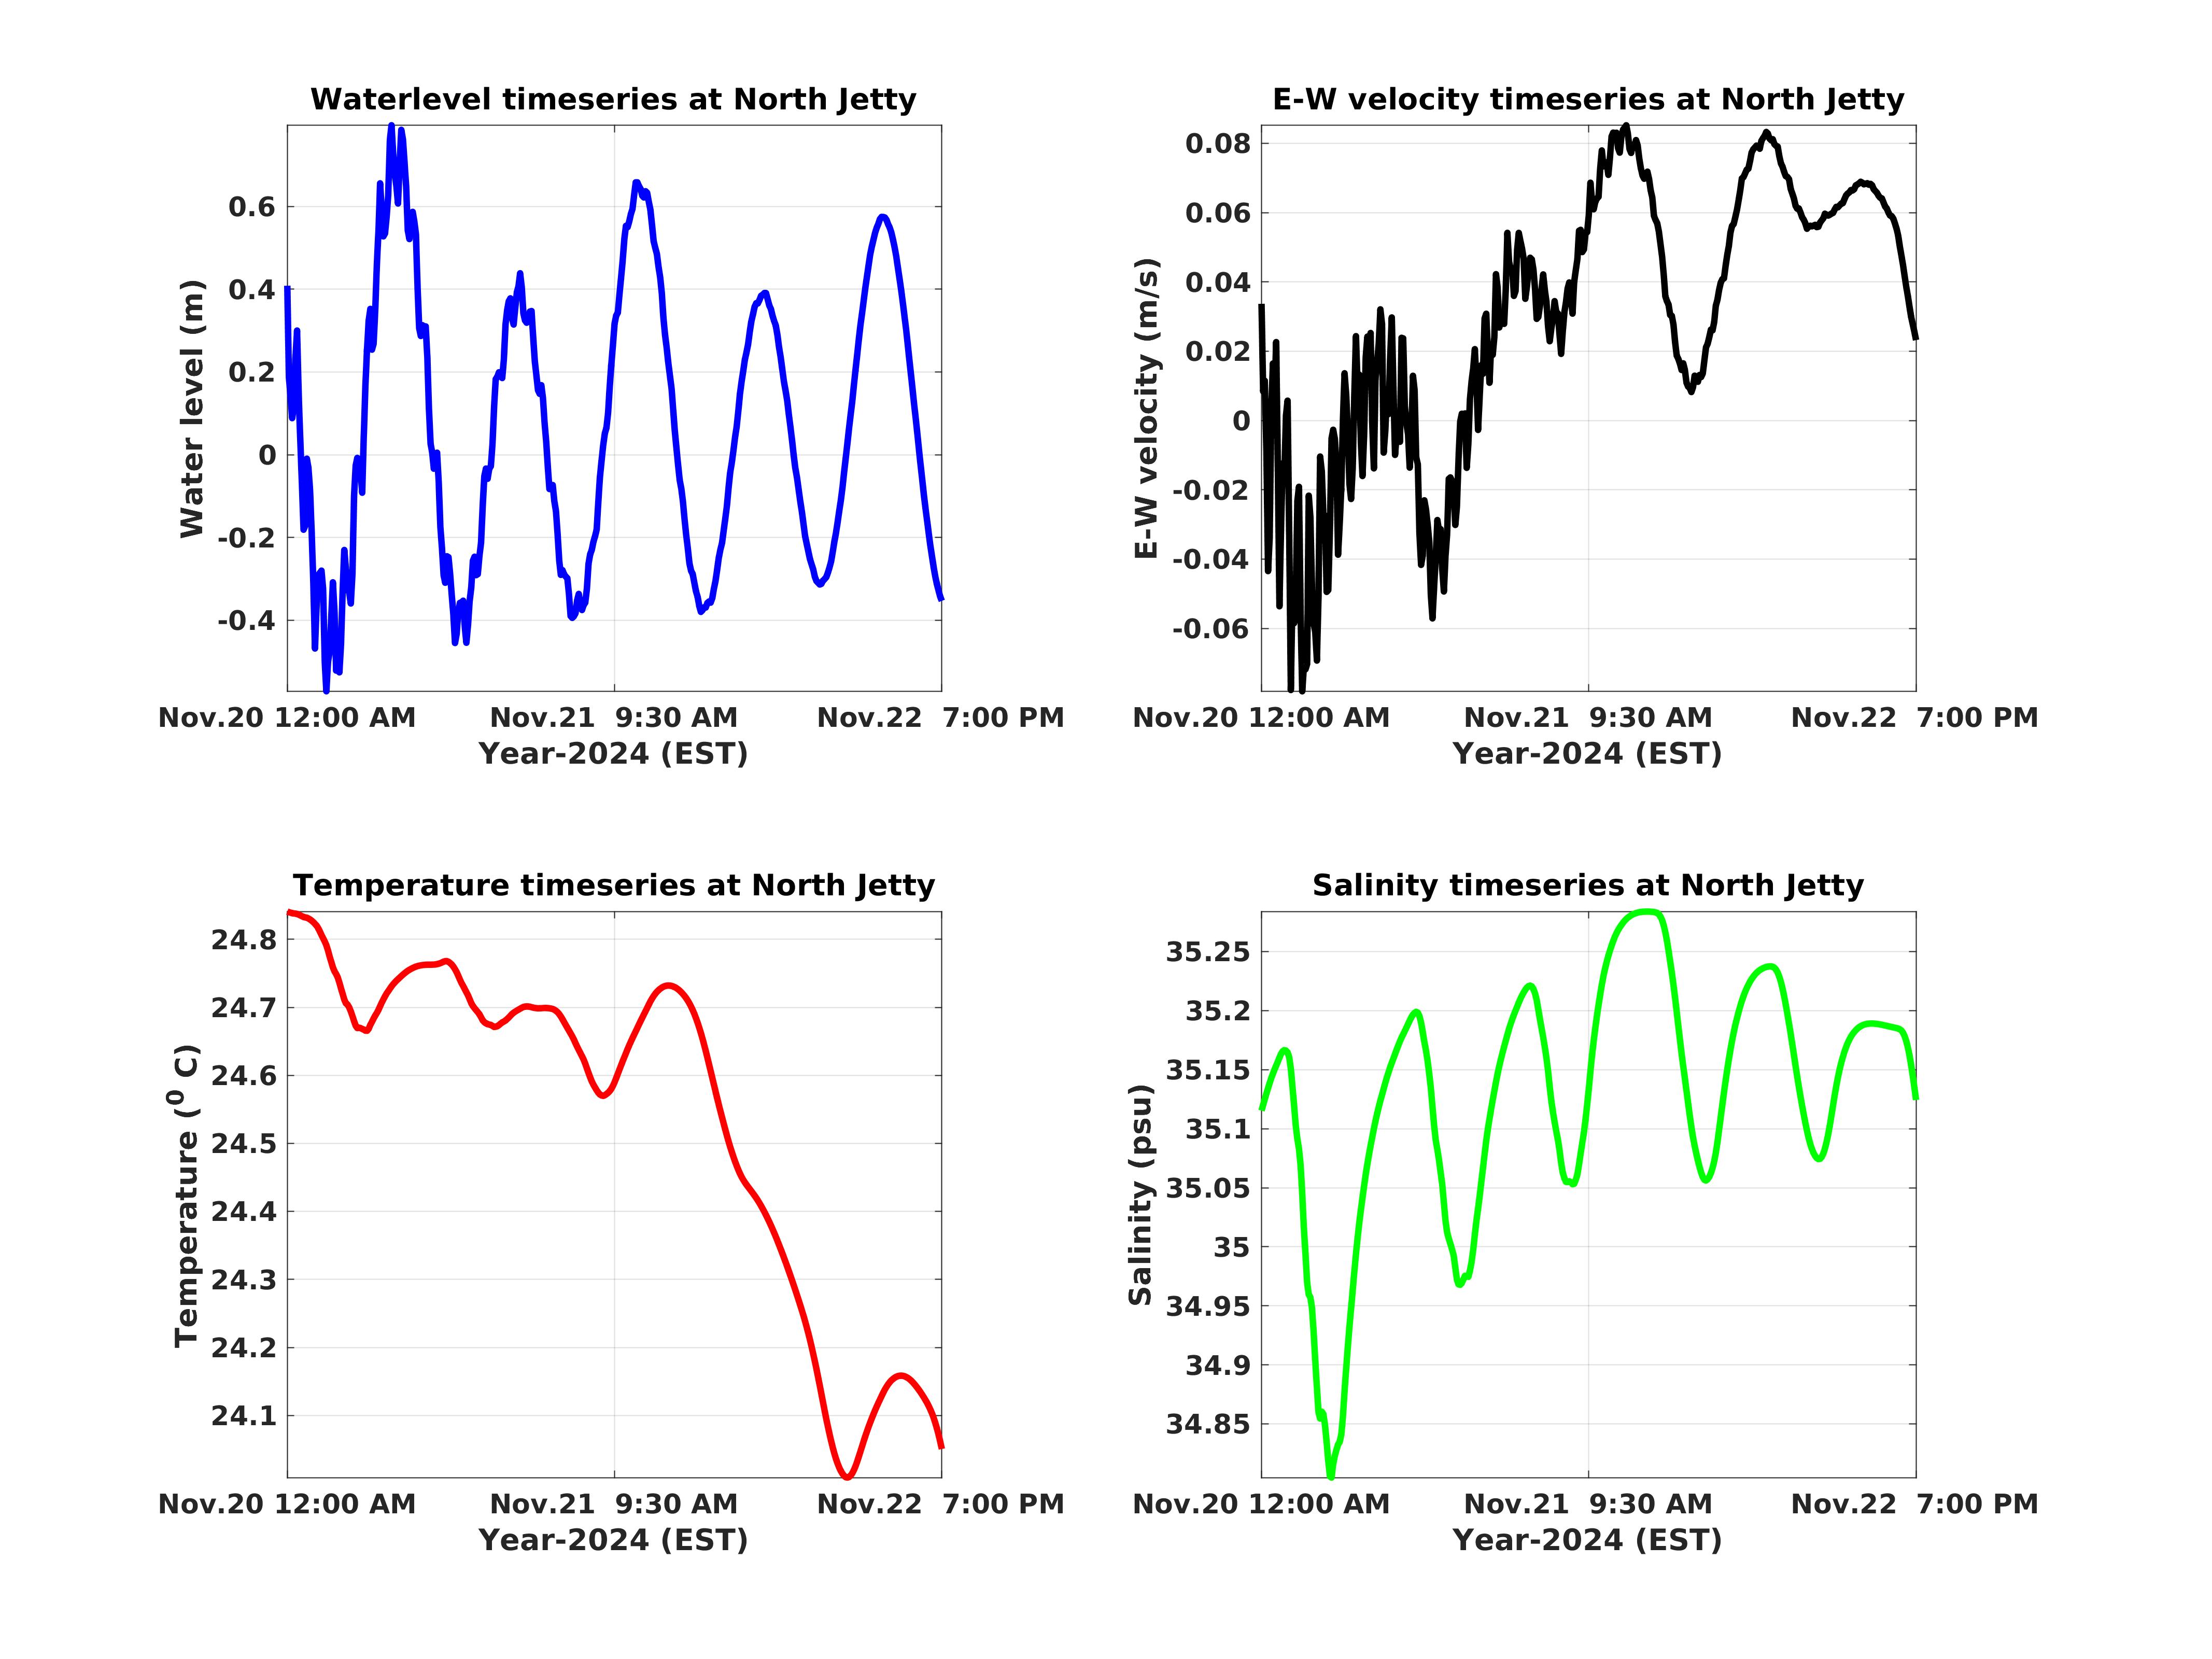 Waterlevel timeseries at North Jetty
Water level (m)
0.6
0.4
0.2
0
-0.2
-0.4
Nov.20 12:00 AM
Nov.21 9:30 AM
Nov.22 7:00 PM
Year-2024 (EST)
E-W velocity timeseries at North Jetty
E-W velocity (m/s)
0.08
0.06
0.04
0.02
0
-0.02
-0.04
-0.06
Nov.20 12:00 AM
Nov.21 9:30 AM
Nov.22 7:00 PM
Year-2024 (EST)
Temperature timeseries at North Jetty
Temperature (⁰ C)
24.8
24.7
24.6
24.5
24.4
24.3
24.2
24.1
Nov.20 12:00 AM
Nov.21 9:30 AM
Nov.22 7:00 PM
Year-2024 (EST)
Salinity timeseries at North Jetty
Salinity (psu)
35.25
35.2
35.15
35.1
35.05
35
34.95
34.9
34.85
Nov.20 12:00 AM
Nov.21 9:30 AM
Nov.22 7:00 PM
Year-2024 (EST)